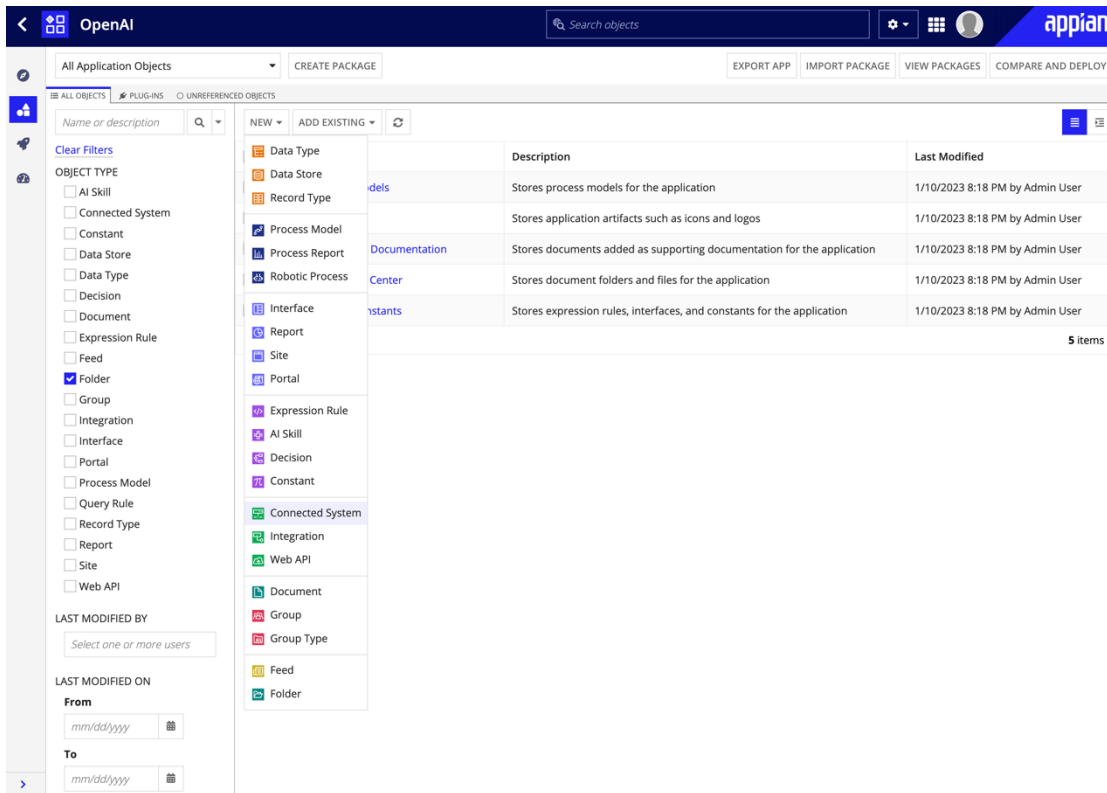 OpenAI
Search objects
appian
All Application Objects
CREATE PACKAGE
EXPORT APP
IMPORT PACKAGE
VIEW PACKAGES
COMPARE AND DEPLOY
ALL OBJECTS
PLUG-INS
UNREFERENCED OBJECTS
Name or description
Clear Filters
OBJECT TYPE
AI Skill
Connected System
Constant
Data Store
Data Type
Decision
Document
Expression Rule
Feed
Folder
Group
Integration
Interface
Portal
Process Model
Query Rule
Record Type
Report
Site
Web API
LAST MODIFIED BY
Select one or more users
LAST MODIFIED ON
From
mm/dd/yyyy
To
mm/dd/yyyy
NEW
ADD EXISTING
Data Type
Data Store
Record Type
Process Model
Process Report
Robotic Process
Interface
Report
Site
Portal
Expression Rule
AI Skill
Decision
Constant
Connected System
Integration
Web API
Document
Group
Group Type
Feed
Folder
Description Last Modified
dels Stores process models for the application 1/10/2023 8:18 PM by Admin User
Stores application artifacts such as icons and logos 1/10/2023 8:18 PM by Admin User
Documentation Stores documents added as supporting documentation for the application 1/10/2023 8:18 PM by Admin User
Center Stores document folders and files for the application 1/10/2023 8:18 PM by Admin User
nstants Stores expression rules, interfaces, and constants for the application 1/10/2023 8:18 PM by Admin User
5 items